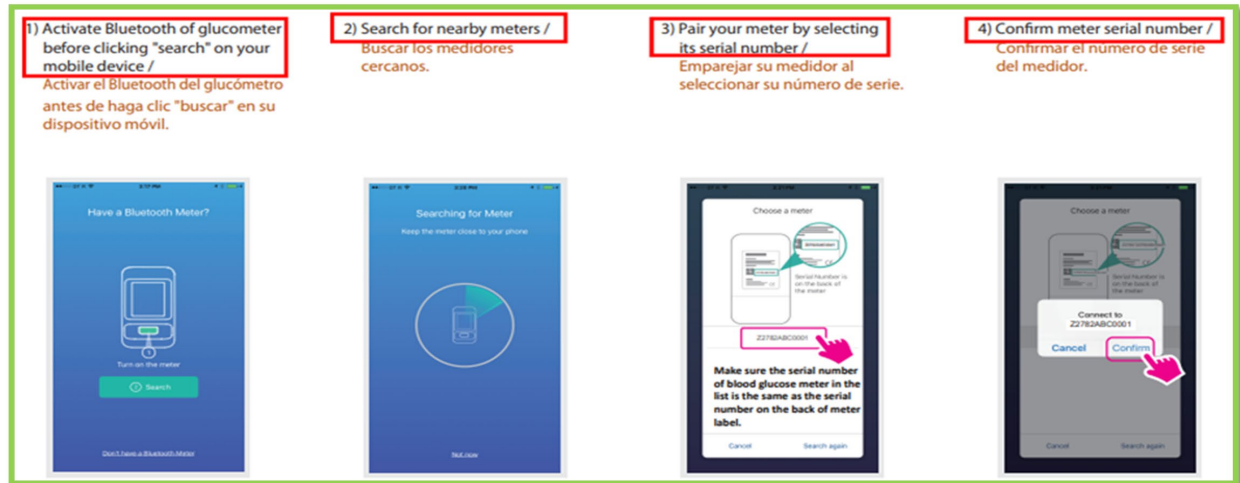 1) Activate Bluetooth of glucometer
before clicking "search" on your
mobile device /
Activar el Bluetooth del glucómetro
antes de haga clic "buscar" en su
dispositivo móvil.
2) Search for nearby meters /
Buscar los medidores
cercanos.
3) Pair your meter by selecting
its serial number /
Emparejar su medidor al
seleccionar su número de serie.
4) Confirm meter serial number /
Confirmar el número de serie
del medidor.
Have a Bluetooth Meter?
1
Turn on the meter
2 Search
Don't have a Bluetooth Meter
Searching for Meter
Keep the meter close to your phone
Not now
Choose a meter
Serial Number is
on the back of
the meter
Z2782ABC0001
Make sure the serial number
of blood glucose meter in the
list is the same as the serial
number on the back of meter
label.
Cancel Search again
Choose a meter
Serial Number is
on the back of
the meter
Connect to
Z2782ABC0001
Cancel Confirm
Cancel Search again